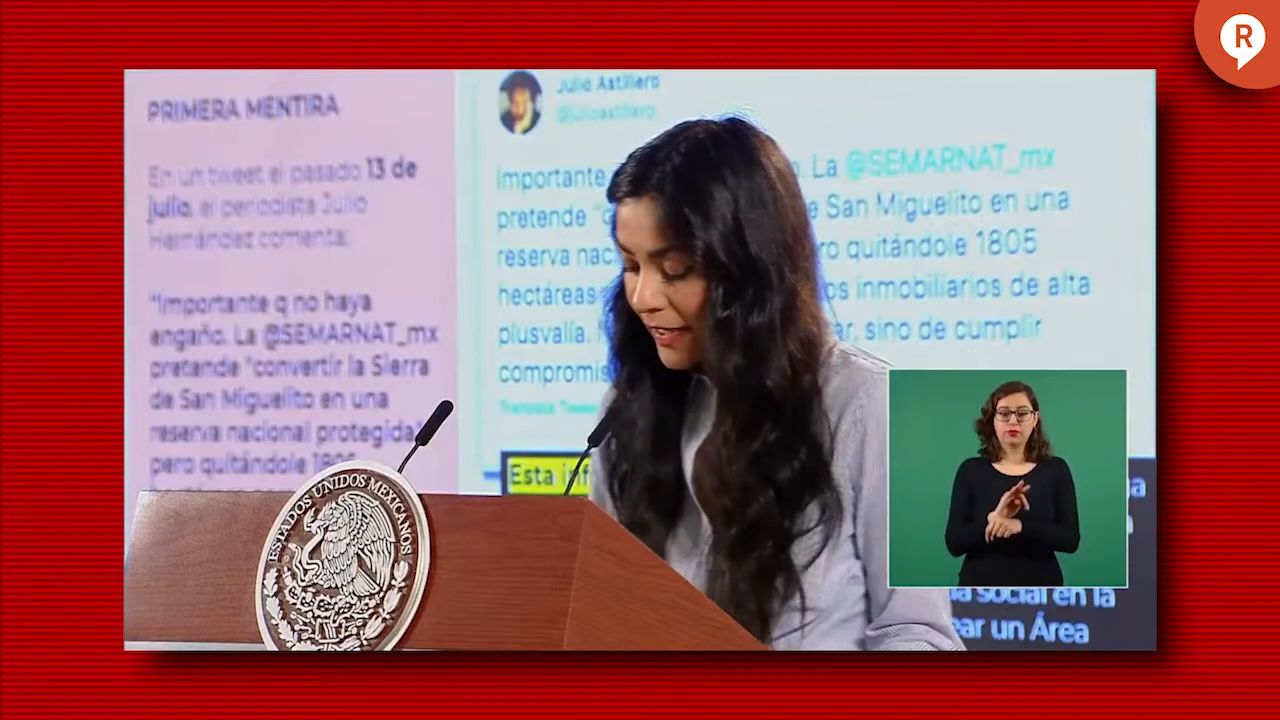 R
PRIMERA MENTIRA
En un tweet el pasado 13 de
julio, el periodista Julio
Hernández comenta:
"Importante q no haya
engaño. La @SEMARNAT_mx
pretende "convertir la Sierra
de San Miguelito en una
reserva nacional protegida"
pero quitándole 1805
Julio Astillero
@julioastillero
Importante . La @SEMARNAT_mx
pretende e San Miguelito en una
reserva nac ro quitándole 1805
hectáreas os inmobiliarios de alta
plusvalía. ar, sino de cumplir
compromis
Esta inf
ia social en la
ear un Área
ESTADOS UNIDOS MEXICANOS